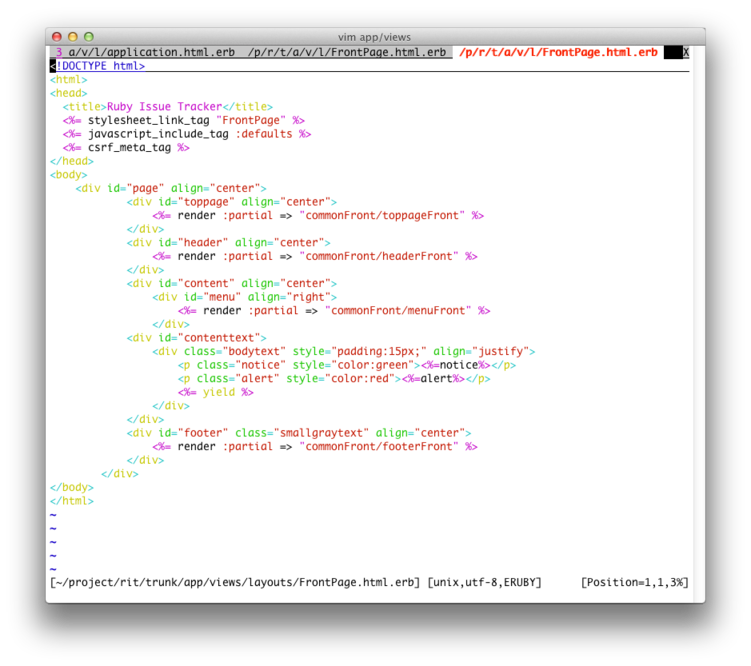 vim app/views
3 a/v/l/application.html.erb /p/r/t/a/v/l/FrontPage.html.erb /p/r/t/a/v/l/FrontPage.html.erb X
<!DOCTYPE html>
<html>
<head>
  <title>Ruby Issue Tracker</title>
  <%= stylesheet_link_tag "FrontPage" %>
  <%= javascript_include_tag :defaults %>
  <%= csrf_meta_tag %>
</head>
<body>
    <div id="page" align="center">
            <div id="toppage" align="center">
                <%= render :partial => "commonFront/toppageFront" %>
            </div>
            <div id="header" align="center">
                <%= render :partial => "commonFront/headerFront" %>
            </div>
            <div id="content" align="center">
                <div id="menu" align="right">
                    <%= render :partial => "commonFront/menuFront" %>
                </div>
            <div id="contenttext">
                <div class="bodytext" style="padding:15px;" align="justify">
                    <p class="notice" style="color:green"><%=notice%></p>
                    <p class="alert" style="color:red"><%=alert%></p>
                    <%= yield %>
                </div>
            </div>
            <div id="footer" class="smallgraytext" align="center">
                <%= render :partial => "commonFront/footerFront" %>
            </div>
        </div>
</body>
</html>
~
~
~
~
~
[~/project/rit/trunk/app/views/layouts/FrontPage.html.erb] [unix,utf-8,ERUBY] [Position=1,1,3%]